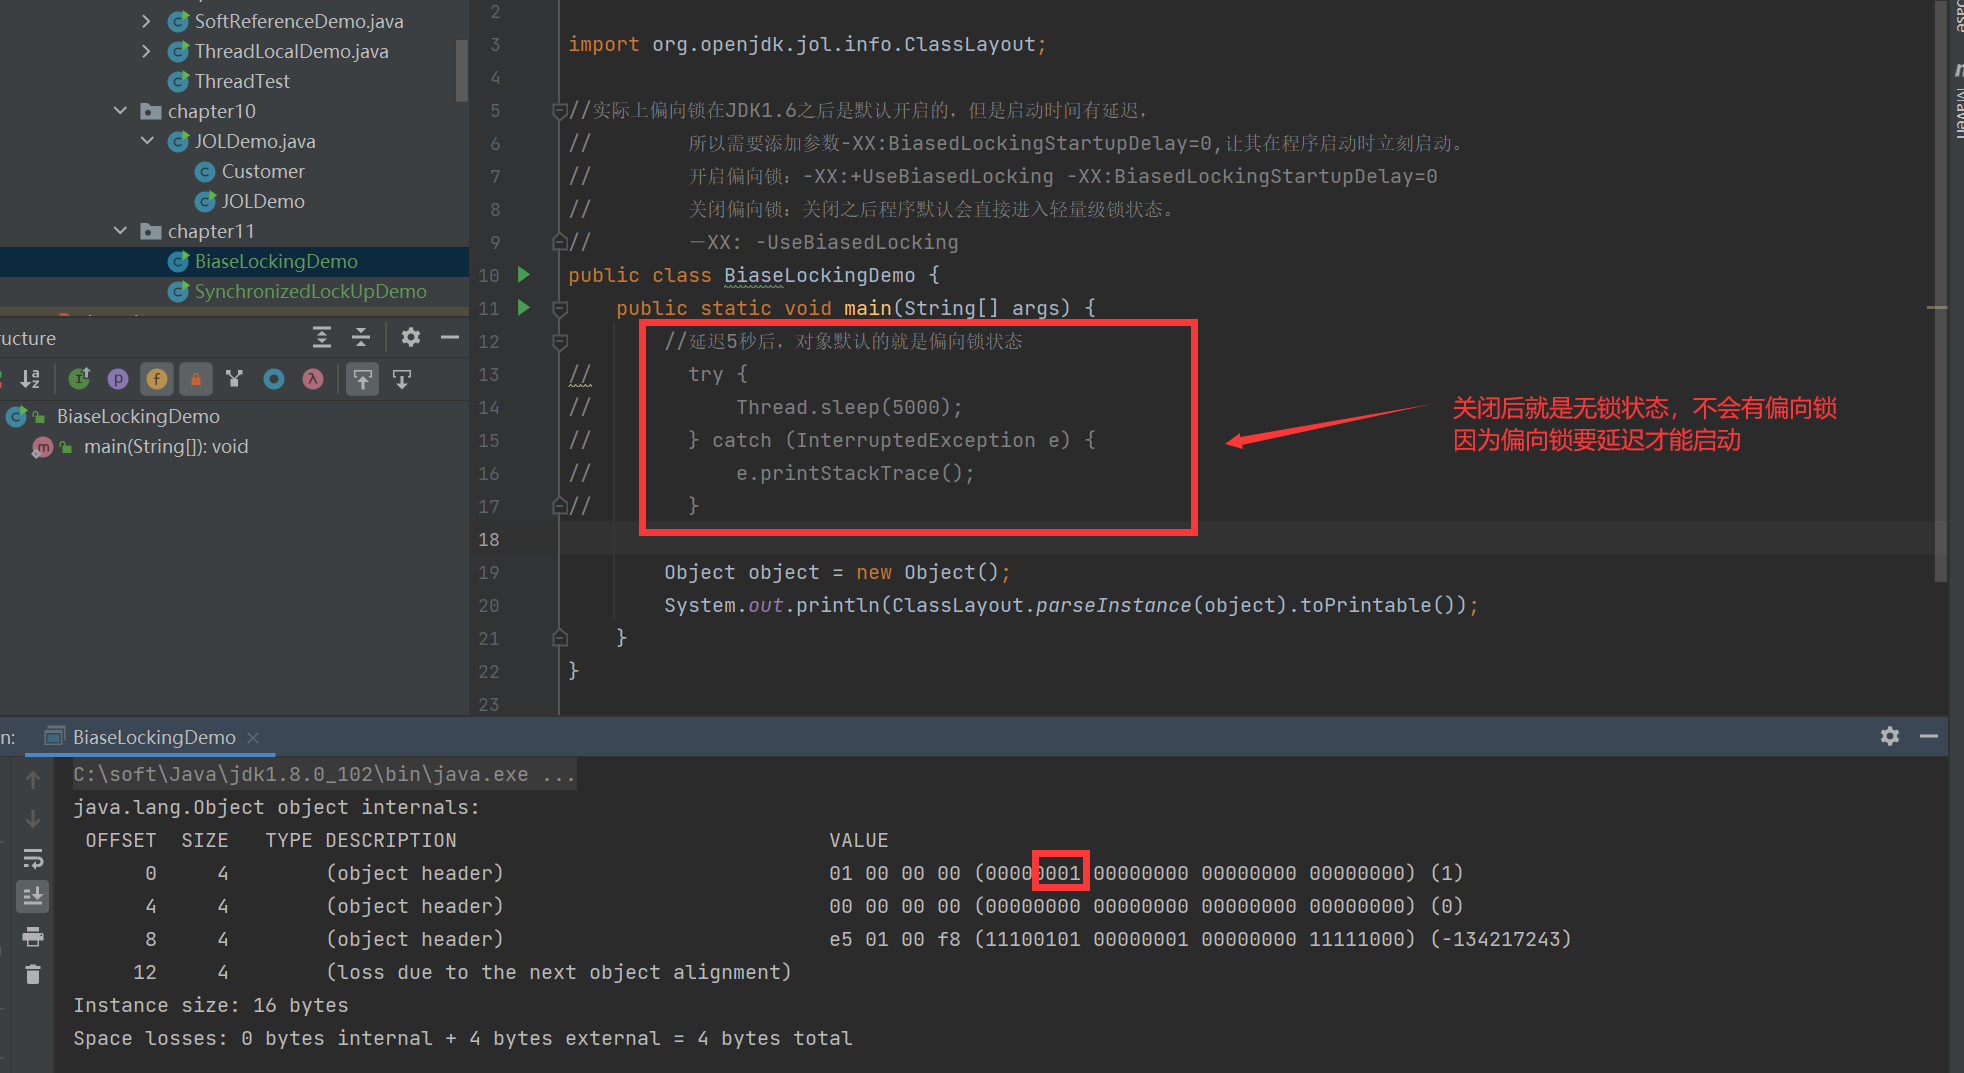 SoftReferenceDemo.java
ThreadLocalDemo.java
ThreadTest
chapter10
JOLDemo.java
Customer
JOLDemo
chapter11
BiaseLockingDemo
SynchronizedLockUpDemo
ructure
BiaseLockingDemo
main(String[]): void
2
3 import org.openjdk.jol.info.ClassLayout;
4
5 //实际上偏向锁在JDK1.6之后是默认开启的，但是启动时间有延迟，
6 // 所以需要添加参数-XX:BiasedLockingStartupDelay=0,让其在程序启动时立刻启动。
7 // 开启偏向锁：-XX:+UseBiasedLocking -XX:BiasedLockingStartupDelay=0
8 // 关闭偏向锁：关闭之后程序默认会直接进入轻量级锁状态。
9 // －XX: -UseBiasedLocking
10 public class BiaseLockingDemo {
11 public static void main(String[] args) {
12 //延迟5秒后，对象默认的就是偏向锁状态
13 // try {
14 // Thread.sleep(5000);
15 // } catch (InterruptedException e) {
16 // e.printStackTrace();
17 // }
18
19 Object object = new Object();
20 System.out.println(ClassLayout.parseInstance(object).toPrintable());
21 }
22 }
23
关闭后就是无锁状态，不会有偏向锁
因为偏向锁要延迟才能启动
Maven
n: BiaseLockingDemo
C:\soft\Java\jdk1.8.0_102\bin\java.exe ...
java.lang.Object object internals:
OFFSET SIZE TYPE DESCRIPTION VALUE
0 4 (object header) 01 00 00 00 (00000001 00000000 00000000 00000000) (1)
4 4 (object header) 00 00 00 00 (00000000 00000000 00000000 00000000) (0)
8 4 (object header) e5 01 00 f8 (11100101 00000001 00000000 11111000) (-134217243)
12 4 (loss due to the next object alignment)
Instance size: 16 bytes
Space losses: 0 bytes internal + 4 bytes external = 4 bytes total